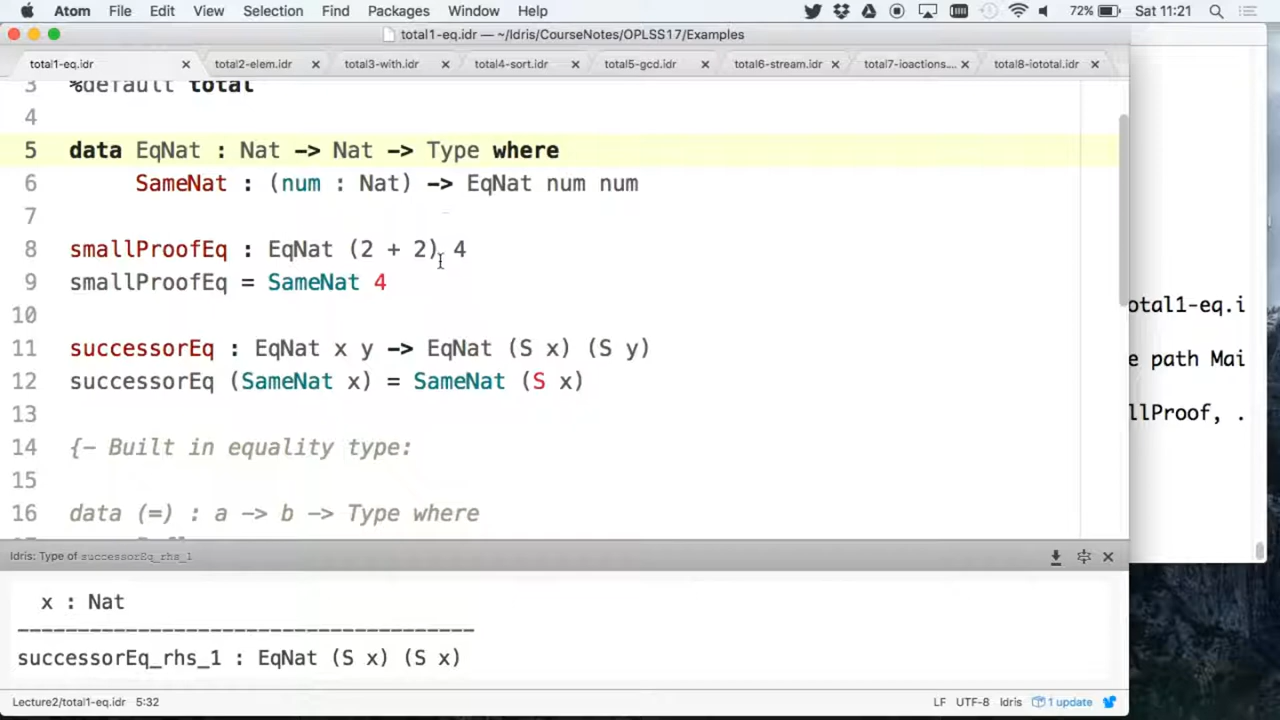 Atom File Edit View Selection Find Packages Window Help 72% Sat 11:21
total1-eq.idr — ~/Idris/CourseNotes/OPLSS17/Examples
total1-eq.idr total2-elem.idr total3-with.idr total4-sort.idr total5-gcd.idr total6-stream.idr total7-ioactions.... total8-iototal.idr
3 %default total
4
5 data EqNat : Nat -> Nat -> Type where
6 SameNat : (num : Nat) -> EqNat num num
7
8 smallProofEq : EqNat (2 + 2) 4
9 smallProofEq = SameNat 4
10
11 successorEq : EqNat x y -> EqNat (S x) (S y)
12 successorEq (SameNat x) = SameNat (S x)
13
14 {- Built in equality type:
15
16 data (=) : a -> b -> Type where
otal1-eq.i
e path Mai
llProof, .
Idris: Type of successorEq_rhs_1
x : Nat
-------------------------------------
successorEq_rhs_1 : EqNat (S x) (S x)
Lecture2/total1-eq.idr 5:32 LF UTF-8 Idris 1 update